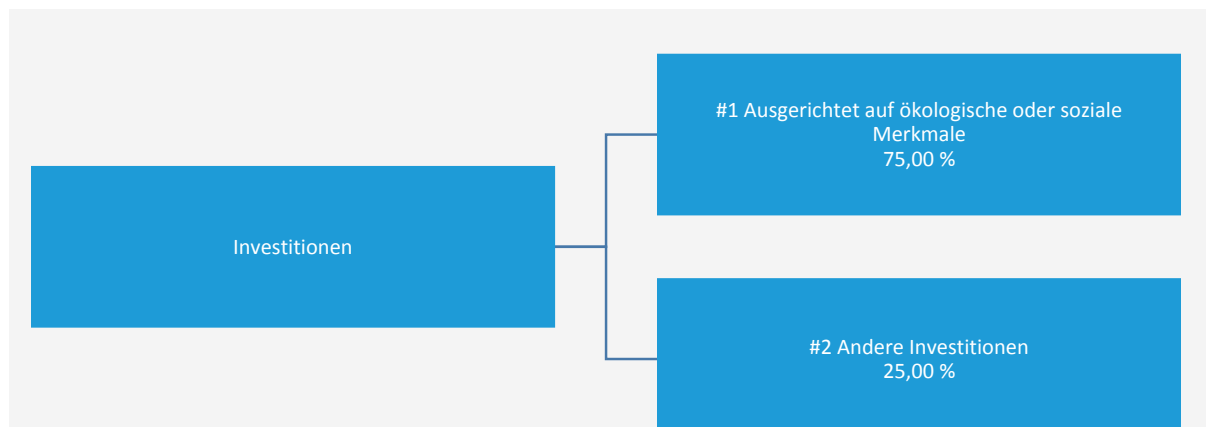 #1 Ausgerichtet auf ökologische oder soziale
Merkmale
75,00 %
Investitionen
#2 Andere Investitionen
25,00 %